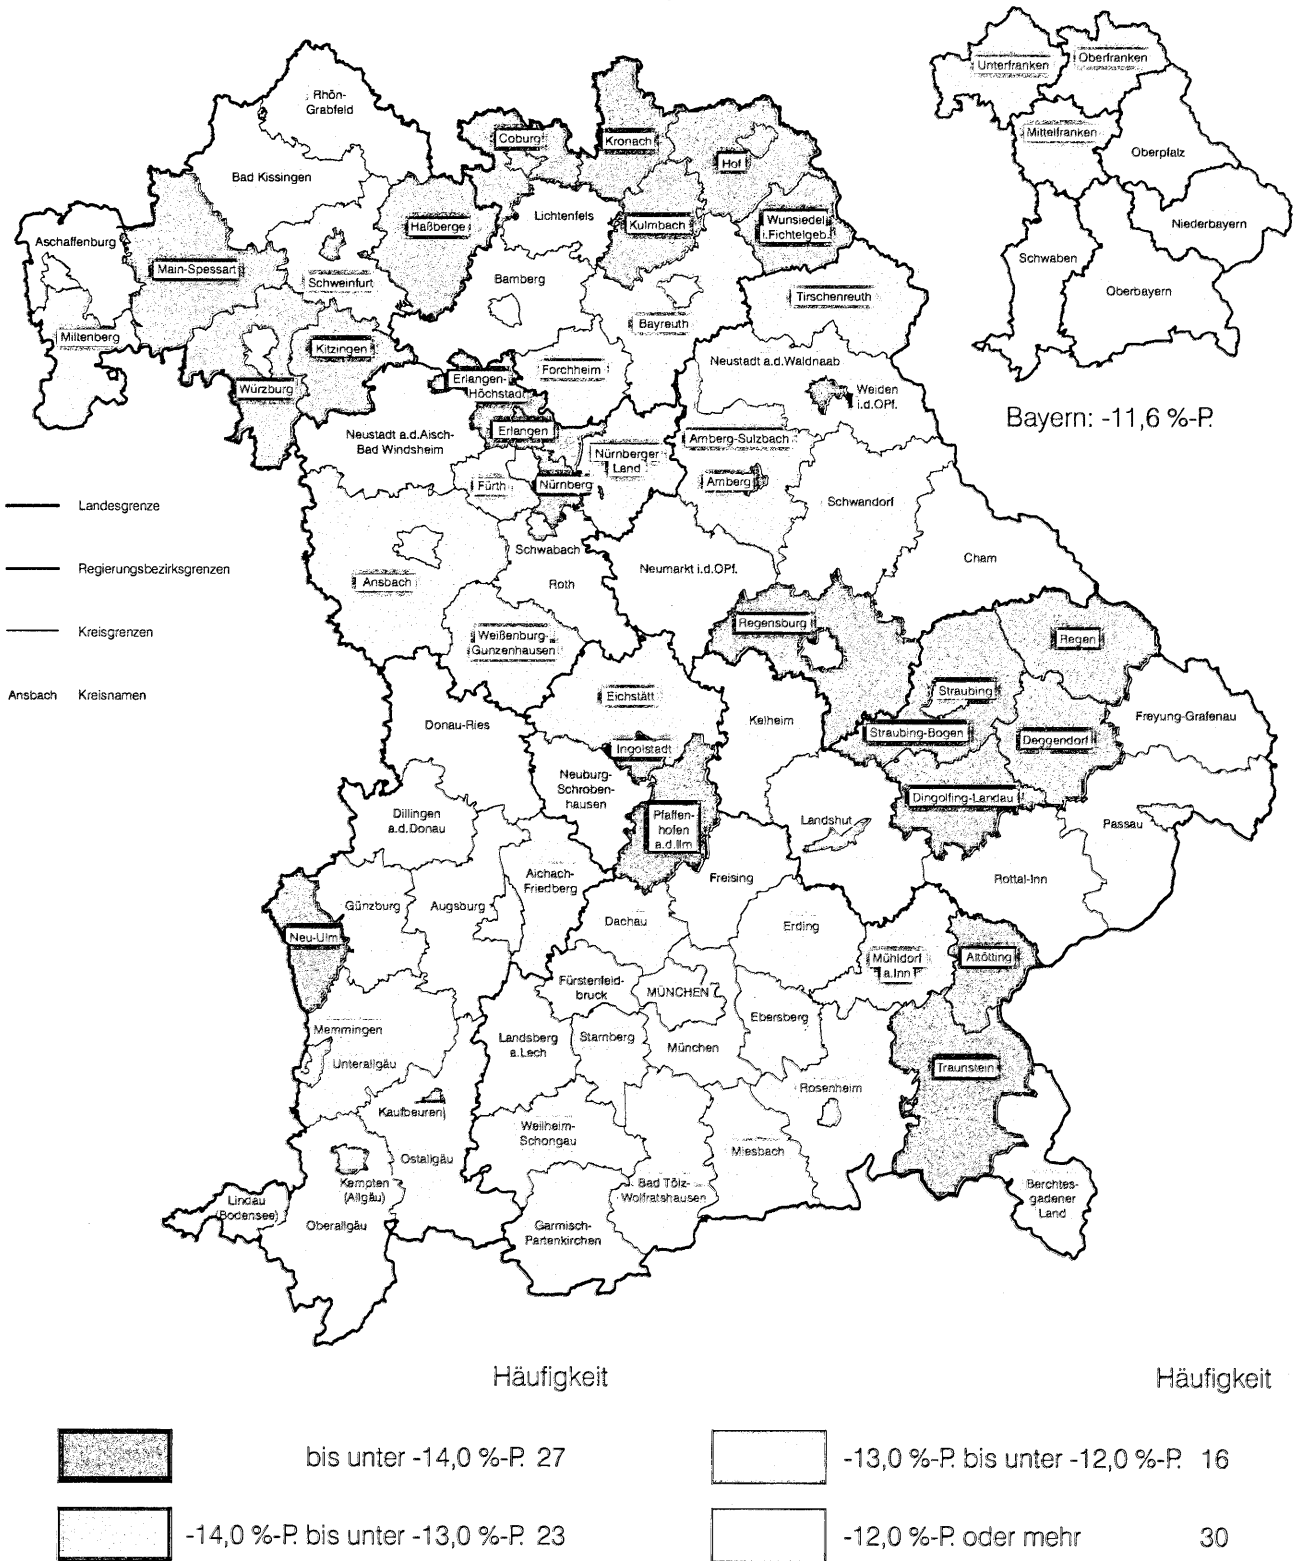 Rhön-
Grabfeld
Bad Kissingen
Coburg
Kronach
Hof
Lichtenfels
Haßberge
Kulmbach
Wunsiedel
i.Fichtelgeb.
Aschaffenburg
Main-Spessart
Schweinfurt
Bamberg
Tirschenreuth
Bayreuth
Miltenberg
Kitzingen
Würzburg
Erlangen-
Höchstadt
Forchheim
Neustadt a.d.Waldnaab
Weiden
i.d.OPf.
Neustadt a.d.Aisch-
Bad Windsheim
Erlangen
Amberg-Sulzbach
Nürnberger
Land
Fürth
Nürnberg
Amberg
Schwandorf
Schwabach
Cham
Ansbach
Roth
Neumarkt i.d.OPf.
Weißenburg-
Gunzenhausen
Regensburg
Regen
Eichstätt
Straubing
Donau-Ries
Kelheim
Freyung-Grafenau
Straubing-Bogen
Deggendorf
Ingolstadt
Neuburg-
Schroben-
hausen
Dingolfing-Landau
Dillingen
a.d.Donau
Pfaffen-
hofen
a.d.Ilm
Landshut
Passau
Aichach-
Friedberg
Freising
Rottal-Inn
Günzburg
Augsburg
Dachau
Erding
Neu-Ulm
Mühldorf
a.Inn
Altötting
Fürstenfeld-
bruck
MÜNCHEN
Ebersberg
Memmingen
Landsberg
a.Lech
Starnberg
München
Unterallgäu
Traunstein
Rosenheim
Kaufbeuren
Weilheim-
Schongau
Miesbach
Ostallgäu
Kempten
(Allgäu)
Bad Tölz-
Wolfratshausen
Berchtes-
gadener
Land
Lindau
(Bodensee)
Oberallgäu
Garmisch-
Partenkirchen
Unterfranken
Oberfranken
Mittelfranken
Oberpfalz
Niederbayern
Schwaben
Oberbayern
Bayern: -11,6 %-P.
Landesgrenze
Regierungsbezirksgrenzen
Kreisgrenzen
Ansbach Kreisnamen
Häufigkeit Häufigkeit
bis unter -14,0 %-P. 27 -13,0 %-P. bis unter -12,0 %-P. 16
-14,0 %-P. bis unter -13,0 %-P. 23 -12,0 %-P. oder mehr 30